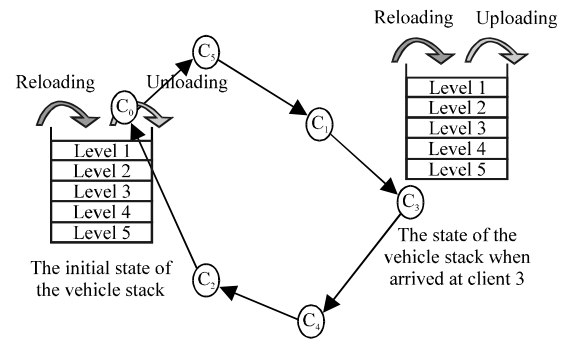 Reloading Uploading
Level 1
Level 2
Level 3
Level 4
Level 5
C5
Reloading Unloading
C0
C1
Level 1
Level 2
Level 3
Level 4
Level 5
C3
The state of the
vehicle stack when
arrived at client 3
The initial state of
the vehicle stack
C2
C4